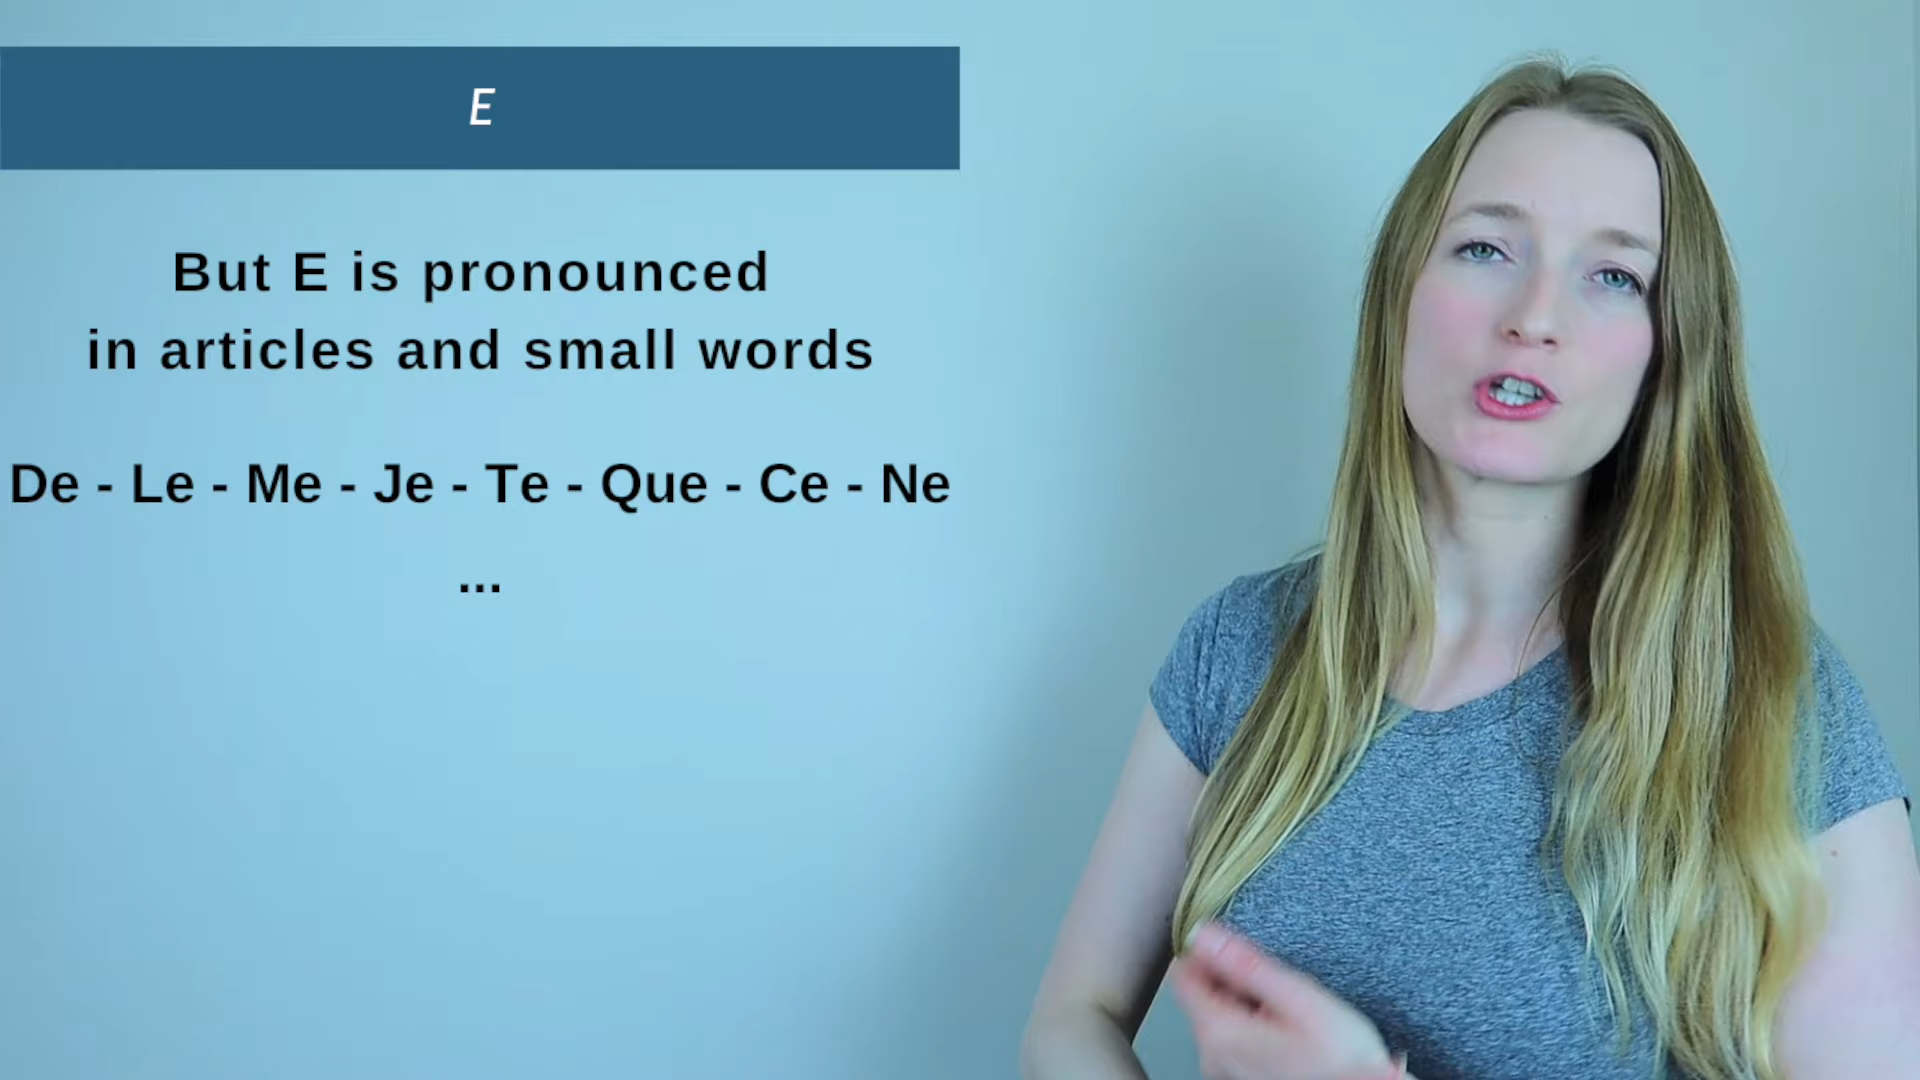 E
But E is pronounced
in articles and small words
De - Le - Me - Je - Te - Que - Ce - Ne
...